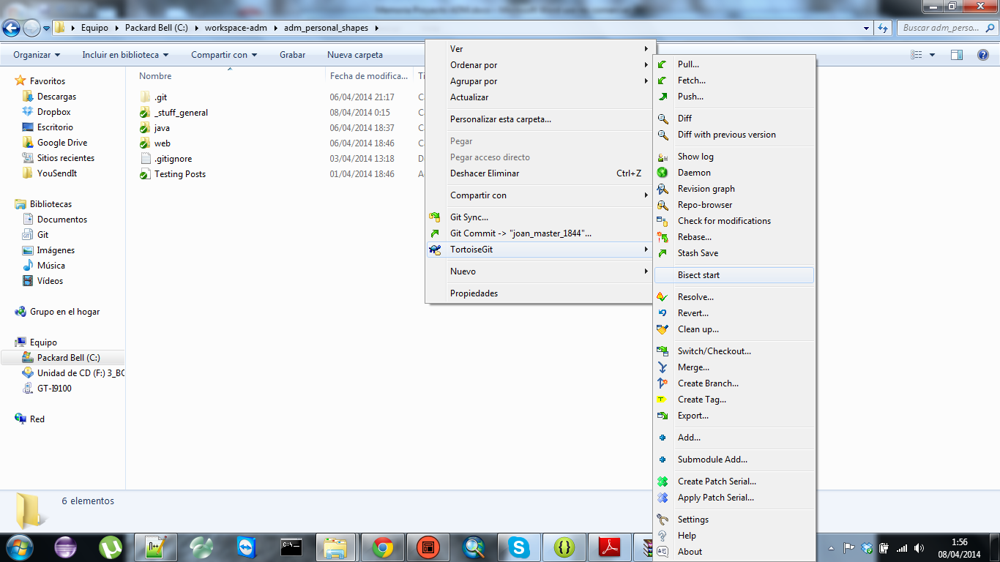 Equipo Packard Bell (C:) workspace-adm adm_personal_shapes
Buscar adm_perso...
Organizar Incluir en biblioteca Compartir con Grabar Nueva carpeta
Favoritos
Descargas
Dropbox
Escritorio
Google Drive
Sitios recientes
YouSendIt
Bibliotecas
Documentos
Git
Imágenes
Música
Vídeos
Grupo en el hogar
Equipo
Packard Bell (C:)
Unidad de CD (F:) 3_BO
GT-I9100
Red
Nombre Fecha de modifica... Ti
.git 06/04/2014 21:17 C
_stuff_general 08/04/2014 0:15 C
java 06/04/2014 18:37 C
web 06/04/2014 18:46 C
.gitignore 03/04/2014 13:18 D
Testing Posts 01/04/2014 18:46 A
Ver
Ordenar por
Agrupar por
Actualizar
Personalizar esta carpeta...
Pegar
Pegar acceso directo
Deshacer Eliminar Ctrl+Z
Compartir con
Git Sync...
Git Commit -> "joan_master_1844"...
TortoiseGit
Nuevo
Propiedades
Pull...
Fetch...
Push...
Diff
Diff with previous version
Show log
Daemon
Revision graph
Repo-browser
Check for modifications
Rebase...
Stash Save
Bisect start
Resolve...
Revert...
Clean up...
Switch/Checkout...
Merge...
Create Branch...
Create Tag...
Export...
Add...
Submodule Add...
Create Patch Serial...
Apply Patch Serial...
Settings
Help
About
6 elementos
1:56
08/04/2014